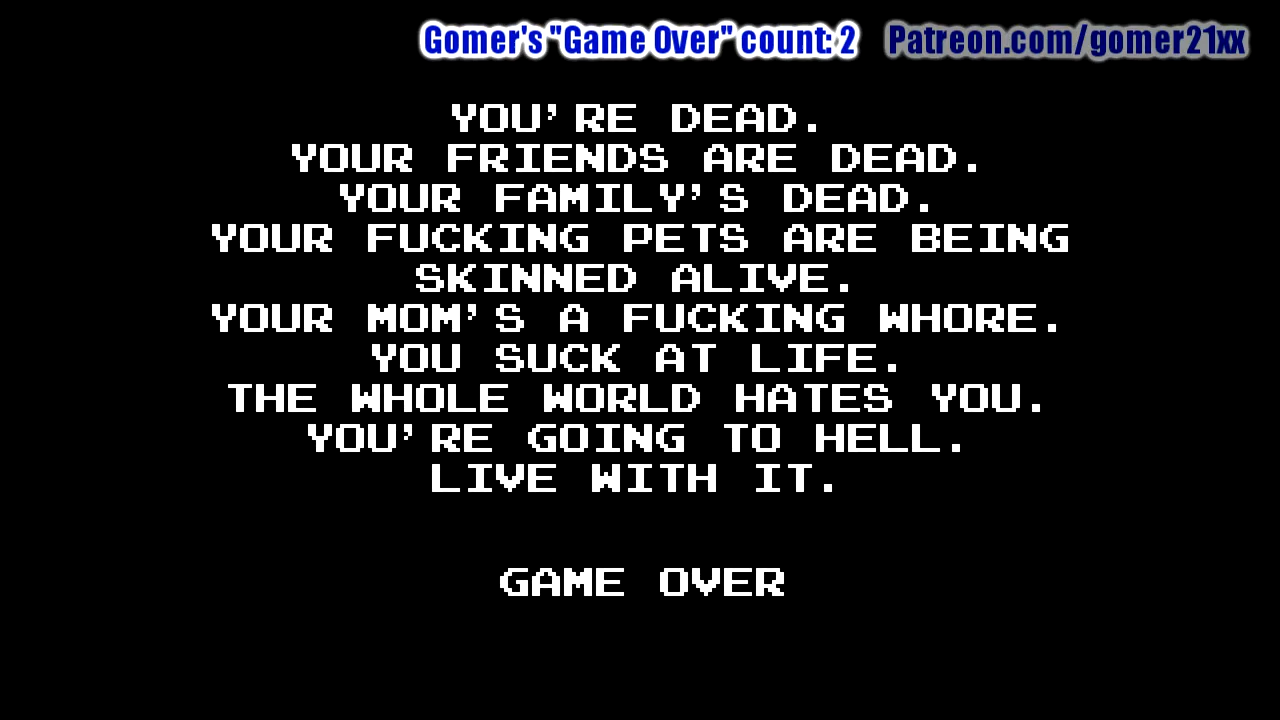 Gomer's "Game Over" count: 2 Patreon.com/gomer21xx
YOU'RE DEAD.
YOUR FRIENDS ARE DEAD.
YOUR FAMILY'S DEAD.
YOUR FUCKING PETS ARE BEING
SKINNED ALIVE.
YOUR MOM'S A FUCKING WHORE.
YOU SUCK AT LIFE.
THE WHOLE WORLD HATES YOU.
YOU'RE GOING TO HELL.
LIVE WITH IT.
GAME OVER